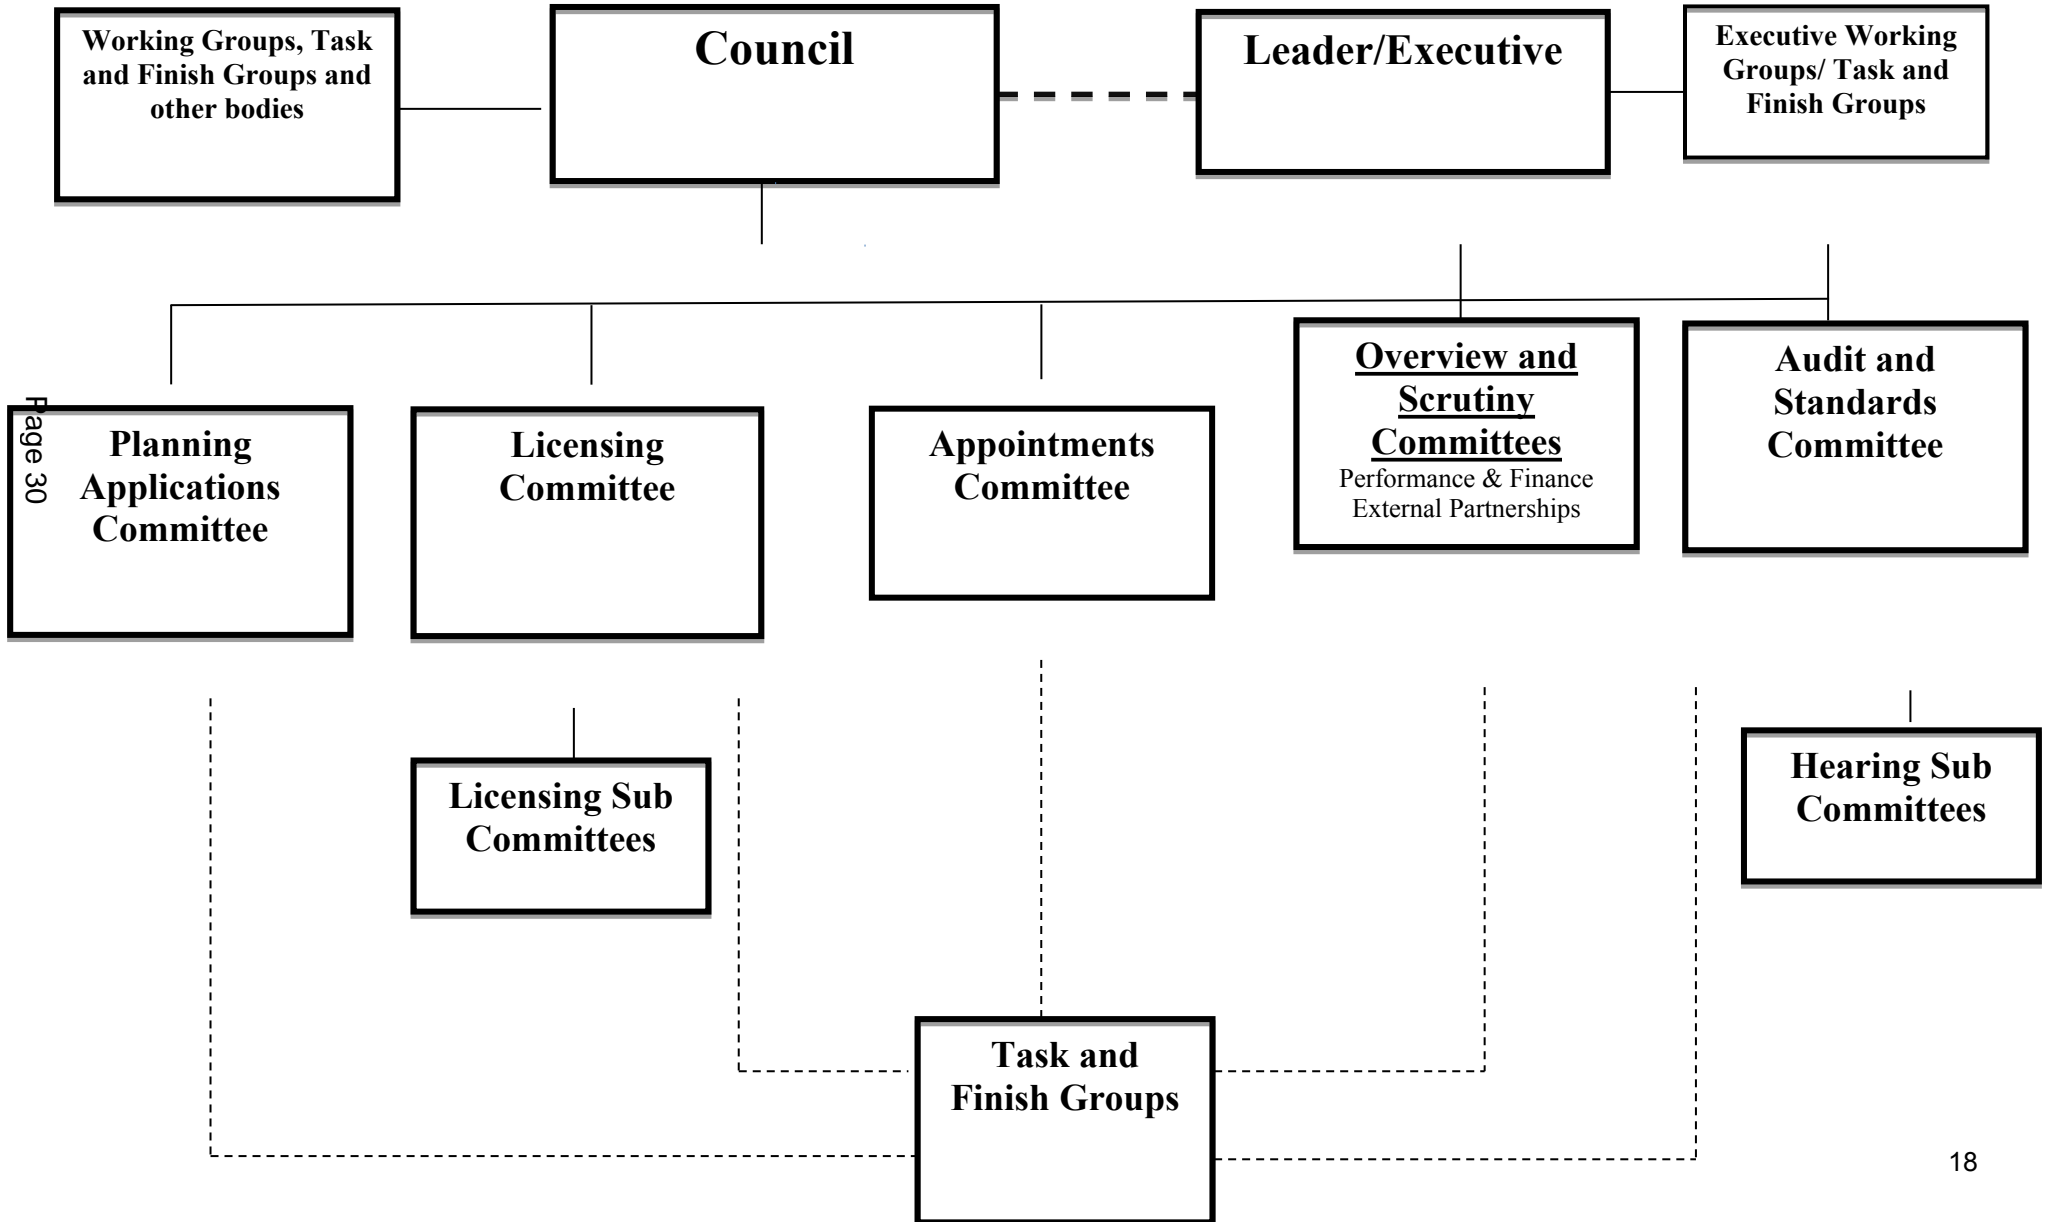 Working Groups, Task
and Finish Groups and
other bodies
Council
Leader/Executive
Executive Working
Groups/ Task and
Finish Groups
Page 30
Planning
Applications
Committee
Licensing
Committee
Appointments
Committee
Overview and
Scrutiny
Committees
Performance & Finance
External Partnerships
Audit and
Standards
Committee
Licensing Sub
Committees
Hearing Sub
Committees
Task and
Finish Groups
18